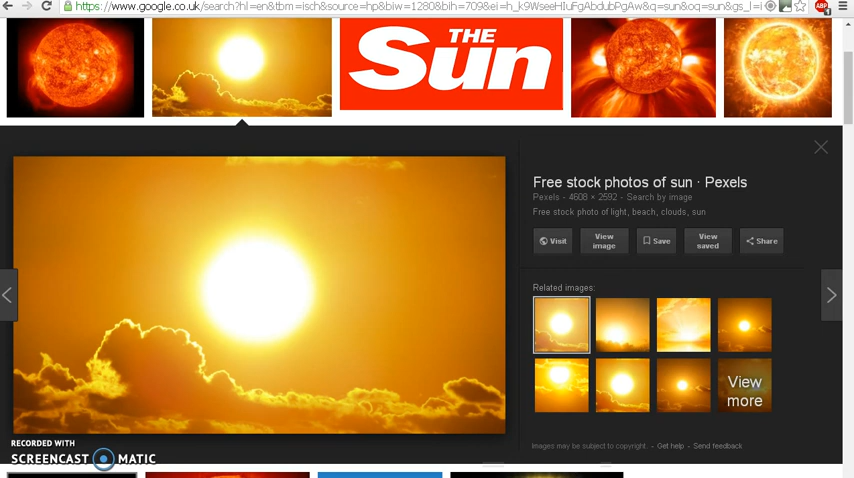 https://www.google.co.uk/search?hl=en&tbm=isch&source=hp&biw=1280&bih=709&ei=h_k9WseeHIuFgAbdubPgAw&q=sun&oq=sun&gs_l=i
ABP
1
THE
Sun
Free stock photos of sun · Pexels
Pexels - 4608 × 2592 - Search by image
Free stock photo of light, beach, clouds, sun
Visit
View image
Save
View saved
Share
Related images:
View
more
Images may be subject to copyright. - Get help - Send feedback
RECORDED WITH
SCREENCAST MATIC